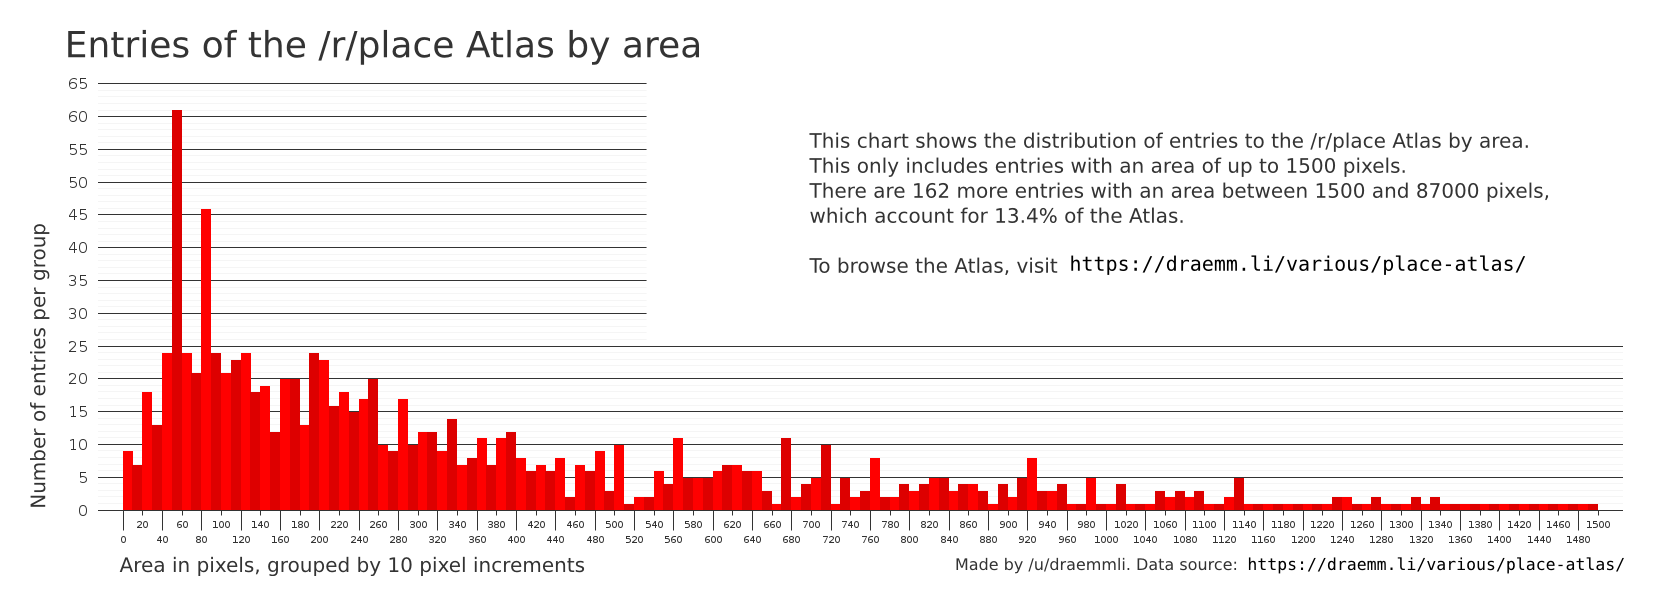 Entries of the /r/place Atlas by area
65
60
55
50
45
40
35
30
25
20
15
10
5
0
Number of entries per group
This chart shows the distribution of entries to the /r/place Atlas by area.
This only includes entries with an area of up to 1500 pixels.
There are 162 more entries with an area between 1500 and 87000 pixels,
which account for 13.4% of the Atlas.
To browse the Atlas, visit https://draemm.li/various/place-atlas/
20 60 100 140 180 220 260 300 340 380 420 460 500 540 580 620 660 700 740 780 820 860 900 940 980 1020 1060 1100 1140 1180 1220 1260 1300 1340 1380 1420 1460 1500
0 40 80 120 160 200 240 280 320 360 400 440 480 520 560 600 640 680 720 760 800 840 880 920 960 1000 1040 1080 1120 1160 1200 1240 1280 1320 1360 1400 1440 1480
Area in pixels, grouped by 10 pixel increments
Made by /u/draemmli. Data source: https://draemm.li/various/place-atlas/